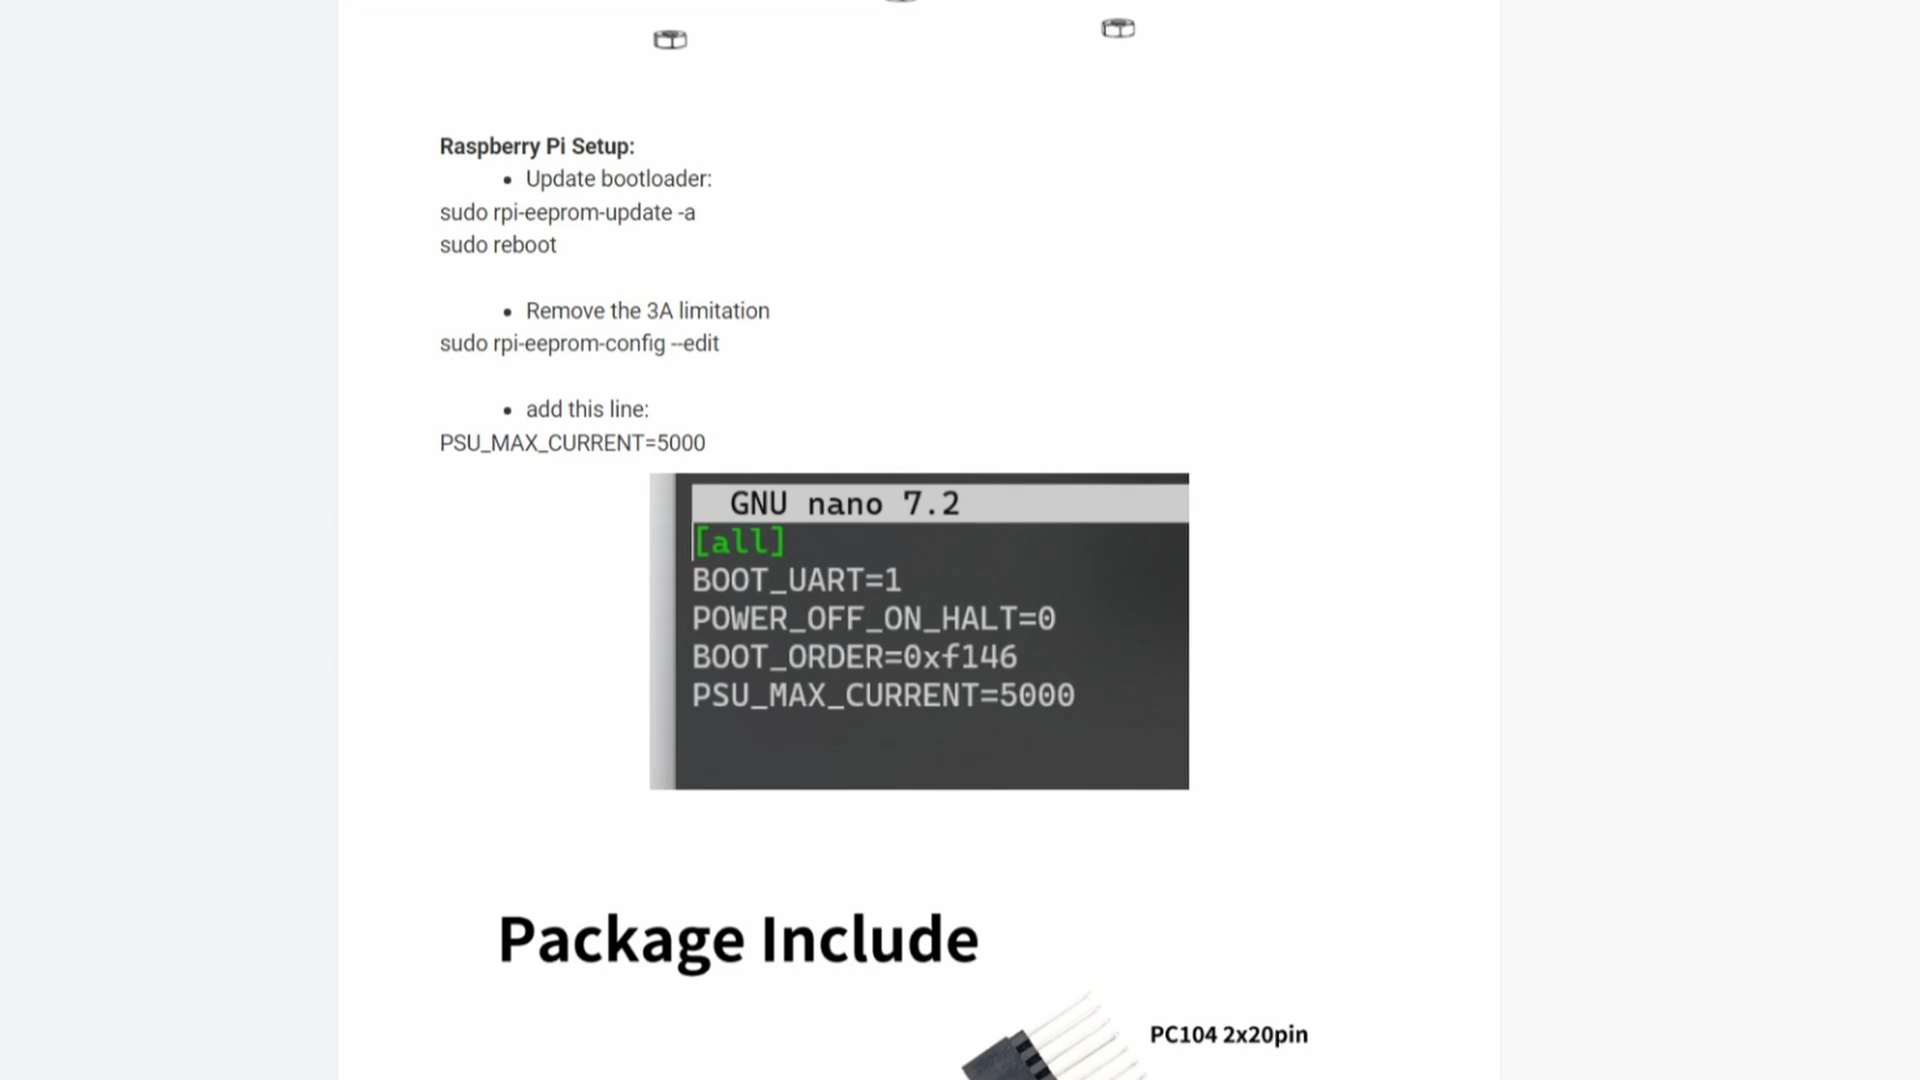 Raspberry Pi Setup:
• Update bootloader:
sudo rpi-eeprom-update -a
sudo reboot
• Remove the 3A limitation
sudo rpi-eeprom-config --edit
• add this line:
PSU_MAX_CURRENT=5000
GNU nano 7.2
[all]
BOOT_UART=1
POWER_OFF_ON_HALT=0
BOOT_ORDER=0xf146
PSU_MAX_CURRENT=5000
Package Include
PC104 2x20pin